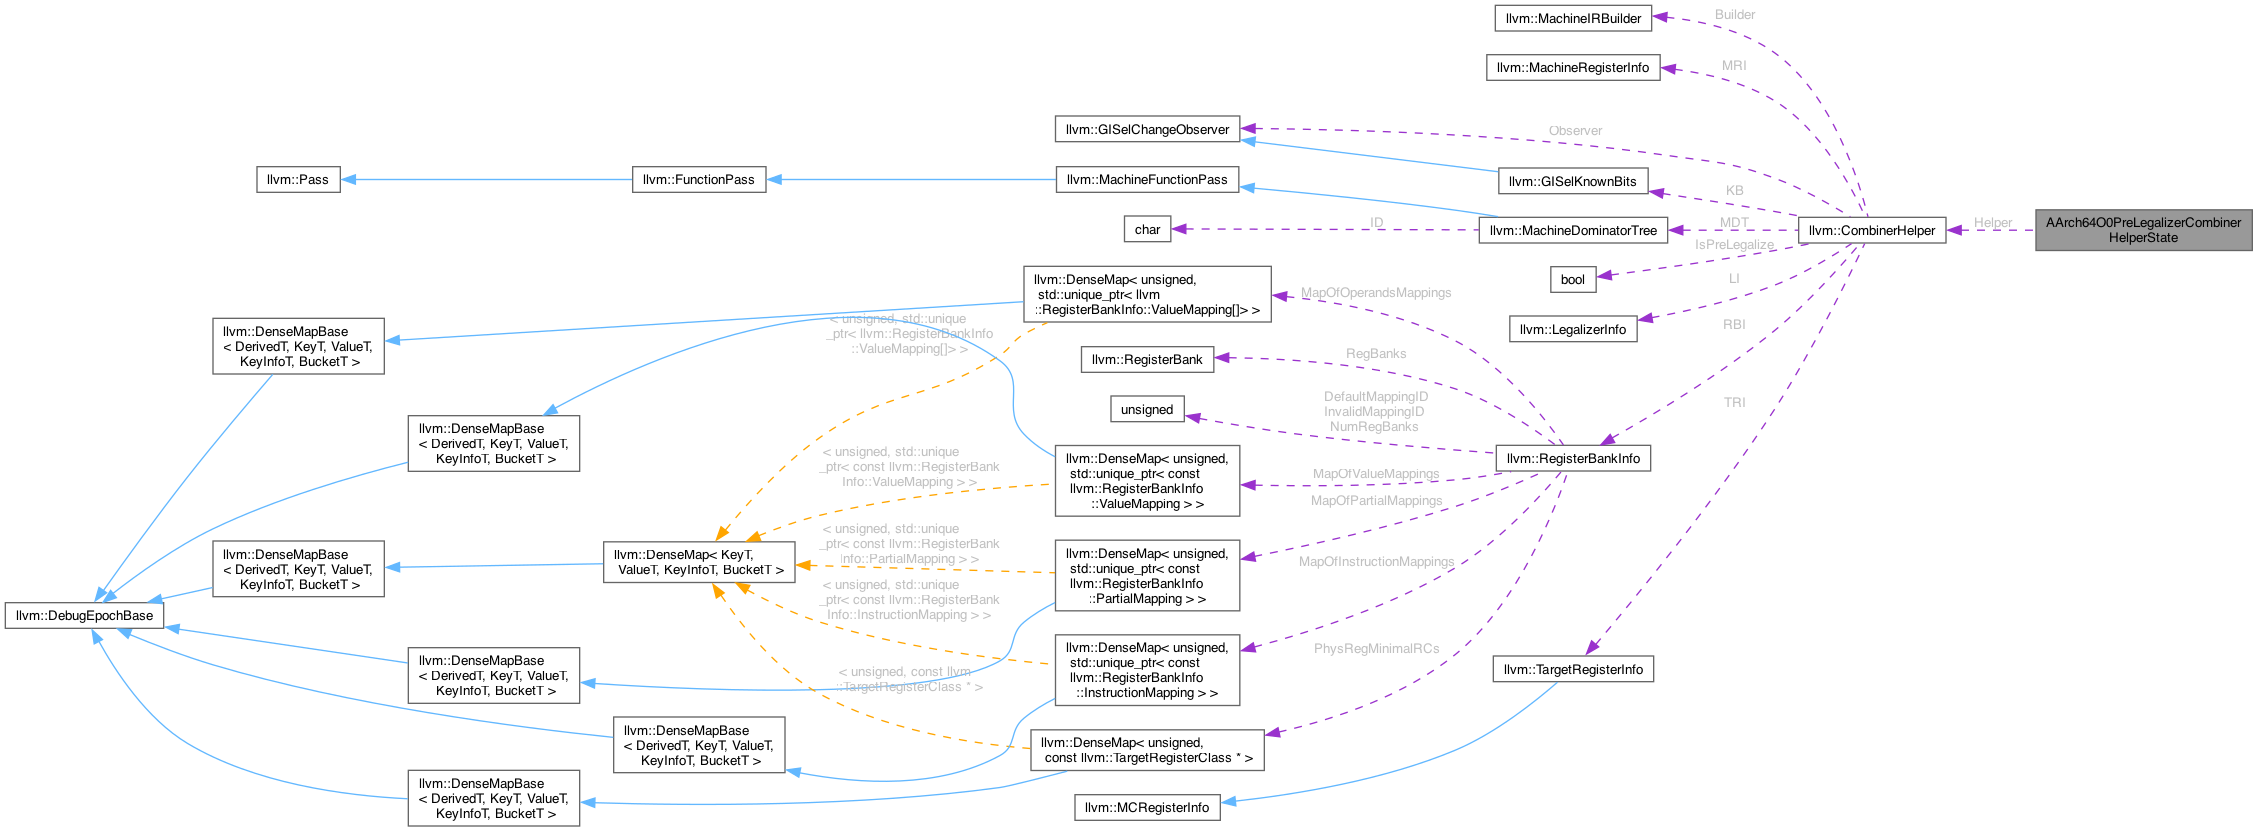 llvm::MachineIRBuilder
Builder
llvm::MachineRegisterInfo
MRI
llvm::GISelChangeObserver
Observer
llvm::Pass
llvm::FunctionPass
llvm::MachineFunctionPass
llvm::GISelKnownBits
KB
char
ID
llvm::MachineDominatorTree
MDT
llvm::CombinerHelper
Helper
AArch64O0PreLegalizerCombiner
HelperState
IsPreLegalize
bool
LI
llvm::LegalizerInfo
RBI
TRI
llvm::DenseMap< unsigned,
std::unique_ptr< llvm
::RegisterBankInfo::ValueMapping[]> >
MapOfOperandsMappings
llvm::DenseMapBase
< DerivedT, KeyT, ValueT,
KeyInfoT, BucketT >
< unsigned, std::unique
_ptr< llvm::RegisterBankInfo
::ValueMapping[]> >
llvm::RegisterBank
RegBanks
unsigned
DefaultMappingID
InvalidMappingID
NumRegBanks
llvm::DenseMapBase
< DerivedT, KeyT, ValueT,
KeyInfoT, BucketT >
< unsigned, std::unique
_ptr< const llvm::RegisterBank
Info::ValueMapping > >
llvm::DenseMap< unsigned,
std::unique_ptr< const
llvm::RegisterBankInfo
::ValueMapping > >
MapOfValueMappings
llvm::RegisterBankInfo
MapOfPartialMappings
llvm::DenseMapBase
< DerivedT, KeyT, ValueT,
KeyInfoT, BucketT >
llvm::DenseMap< KeyT,
ValueT, KeyInfoT, BucketT >
< unsigned, std::unique
_ptr< const llvm::RegisterBank
Info::PartialMapping > >
llvm::DenseMap< unsigned,
std::unique_ptr< const
llvm::RegisterBankInfo
::PartialMapping > >
MapOfInstructionMappings
llvm::DebugEpochBase
< unsigned, std::unique
_ptr< const llvm::RegisterBank
Info::InstructionMapping > >
llvm::DenseMapBase
< DerivedT, KeyT, ValueT,
KeyInfoT, BucketT >
llvm::DenseMap< unsigned,
std::unique_ptr< const
llvm::RegisterBankInfo
::InstructionMapping > >
PhysRegMinimalRCs
llvm::TargetRegisterInfo
< unsigned, const llvm
::TargetRegisterClass * >
llvm::DenseMapBase
< DerivedT, KeyT, ValueT,
KeyInfoT, BucketT >
llvm::DenseMap< unsigned,
const llvm::TargetRegisterClass * >
llvm::DenseMapBase
< DerivedT, KeyT, ValueT,
KeyInfoT, BucketT >
llvm::MCRegisterInfo